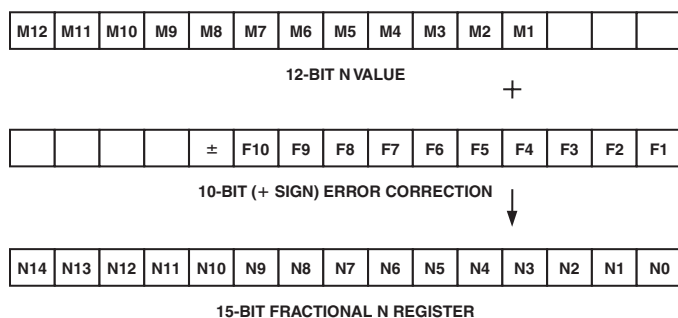 M12 M11 M10 M9 M8 M7 M6 M5 M4 M3 M2 M1
12-BIT N VALUE
+
± F10 F9 F8 F7 F6 F5 F4 F3 F2 F1
10-BIT (+ SIGN) ERROR CORRECTION
N14 N13 N12 N11 N10 N9 N8 N7 N6 N5 N4 N3 N2 N1 N0
15-BIT FRACTIONAL N REGISTER